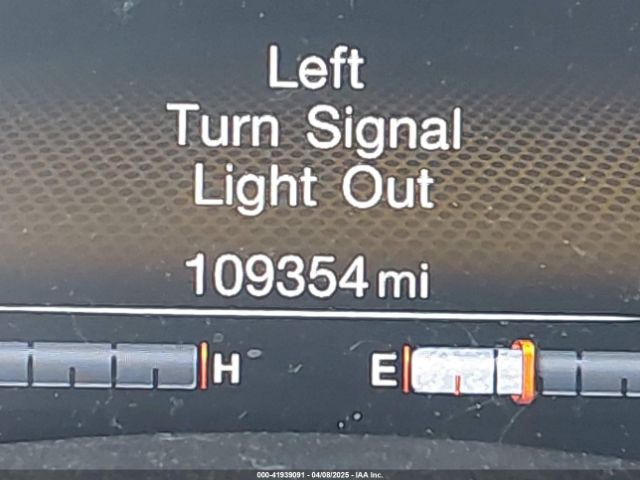 Left
Turn Signal
Light Out
109354 mi
H E
000-41939091 - 04/08/2025 - IAA Inc.